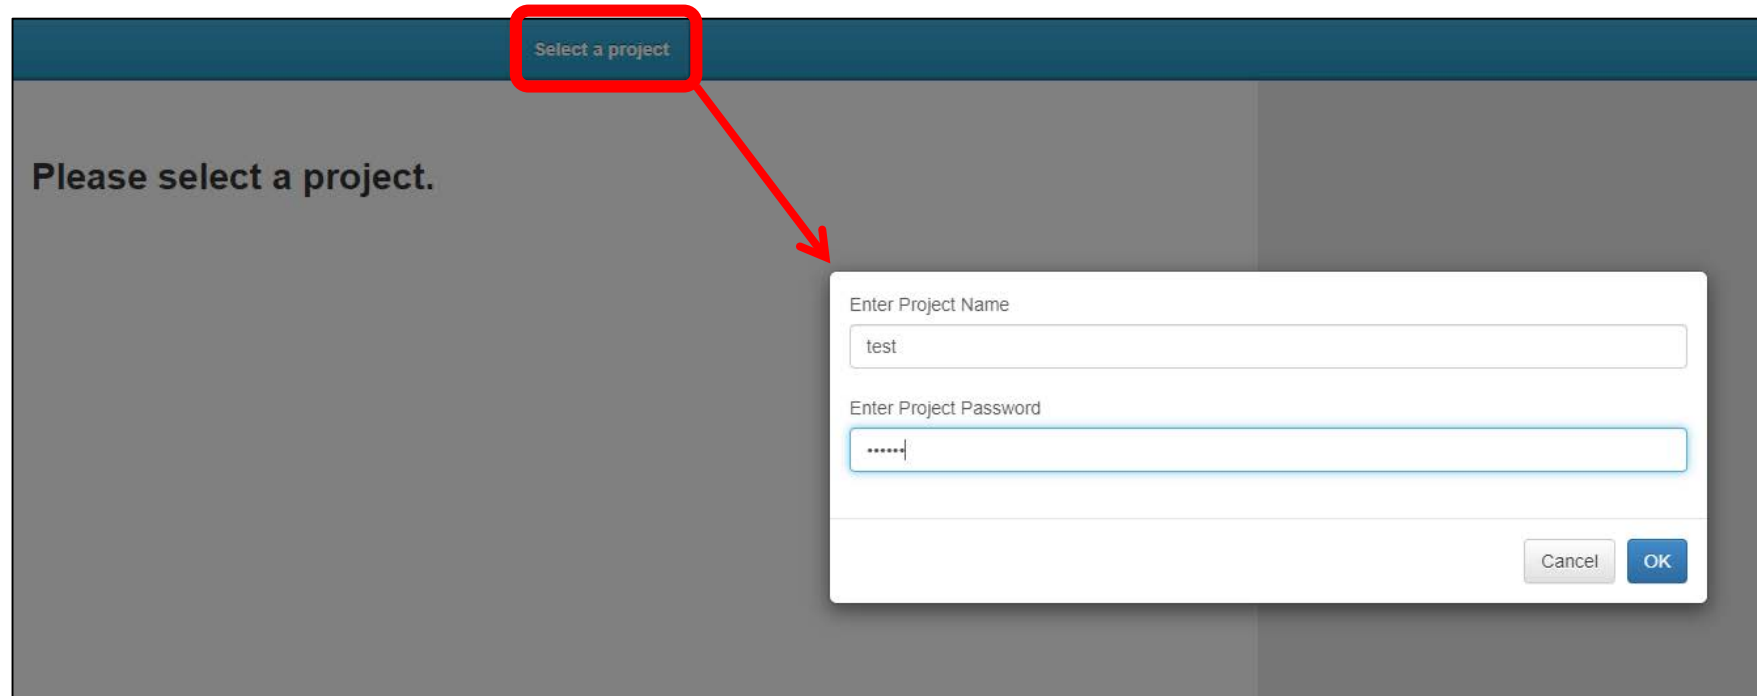 Select a project
Please select a project.
Enter Project Name
test
Enter Project Password
••••••
Cancel
OK